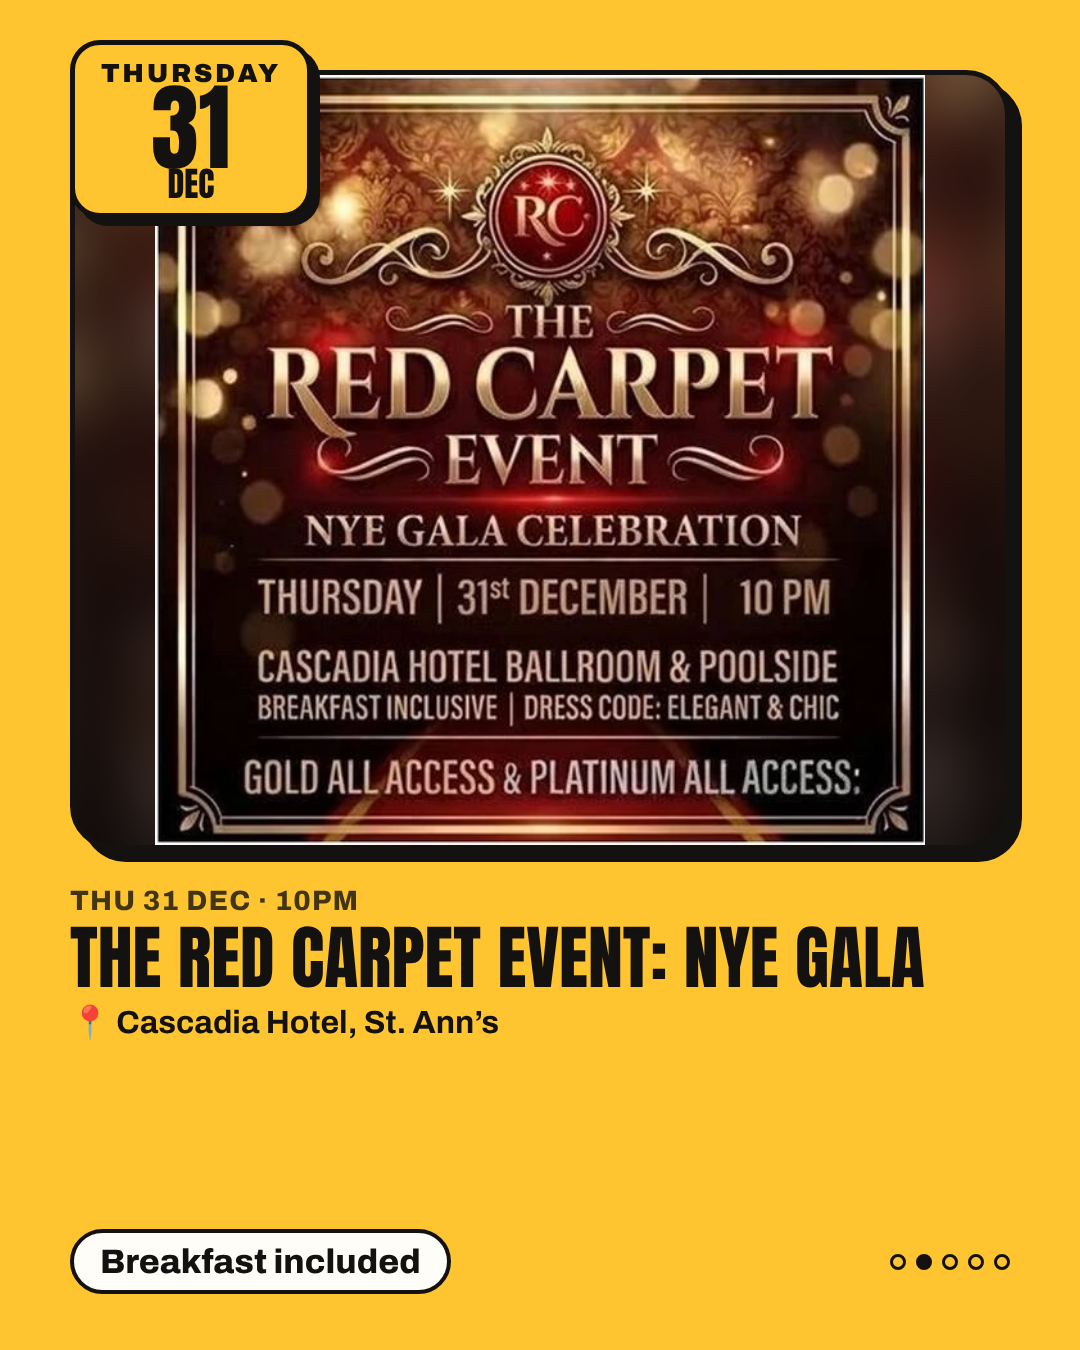 THURSDAY
31
DEC
RC
THE
RED CARPET
EVENT
NYE GALA CELEBRATION
THURSDAY | 31st DECEMBER | 10 PM
CASCADIA HOTEL BALLROOM & POOLSIDE
BREAKFAST INCLUSIVE | DRESS CODE: ELEGANT & CHIC
GOLD ALL ACCESS & PLATINUM ALL ACCESS:
THU 31 DEC · 10PM
THE RED CARPET EVENT: NYE GALA
📍 Cascadia Hotel, St. Ann’s
Breakfast included